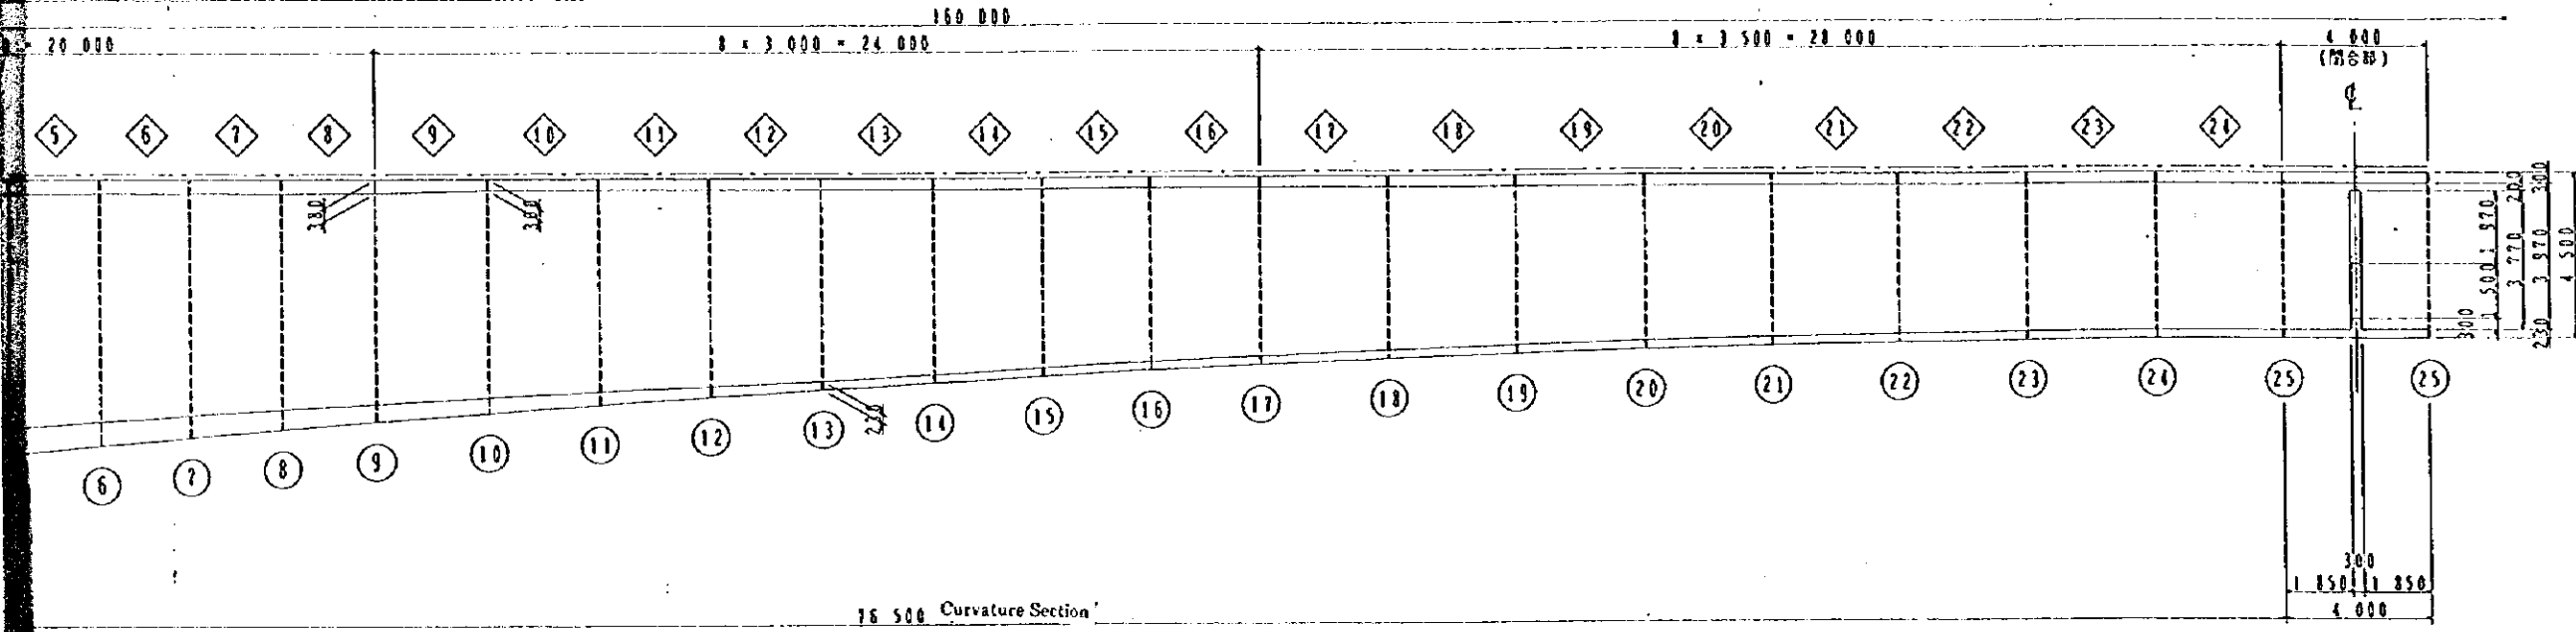 160 000
= 20 000
8 x 3 000 = 24 000
8 x 3 500 = 28 000
4 000
(閉合部)
5 6 7 8 9 10 11 12 13 14 15 16 17 18 19 20 21 22 23 24
380
300
200 300
1 970
1 500
300
3 770
3 970
230
4 500
6 7 8 9 10 11 12 13 14 15 16 17 18 19 20 21 22 23 24 25 25
300
1 850 1 850
76 500 Curvature Section
4 000